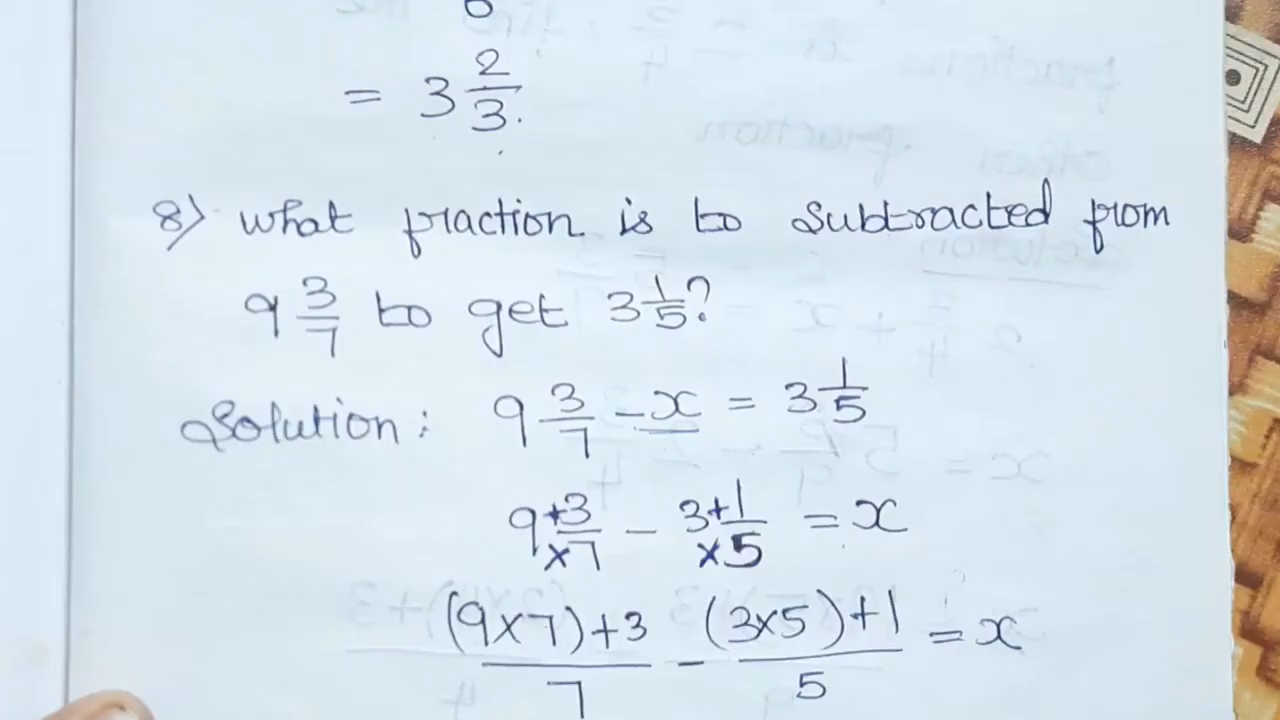 = 3 2/3.
8) what fraction is to subtracted from
9 3/7 to get 3 1/5?
Solution: 9 3/7 - x = 3 1/5
9 + 3/× 7 - 3 + 1/× 5 = x
(9×7)+3/7 - (3×5)+1/5 = x